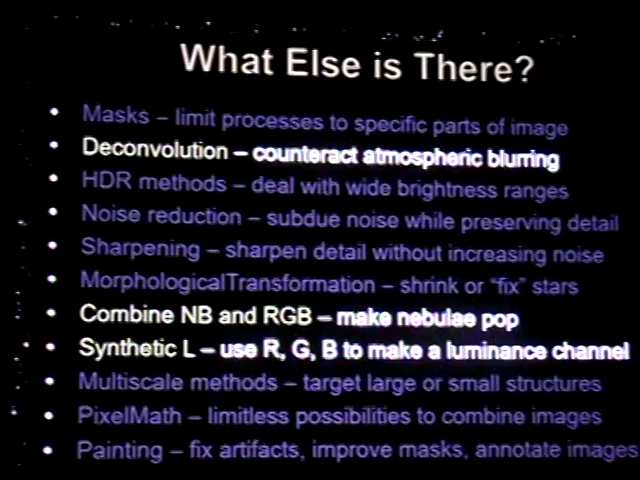 What Else is There?
• Masks – limit processes to specific parts of image
• Deconvolution – counteract atmospheric blurring
• HDR methods – deal with wide brightness ranges
• Noise reduction – subdue noise while preserving detail
• Sharpening – sharpen detail without increasing noise
• MorphologicalTransformation – shrink or “fix” stars
• Combine NB and RGB – make nebulae pop
• Synthetic L – use R, G, B to make a luminance channel
• Multiscale methods – target large or small structures
• PixelMath – limitless possibilities to combine images
• Painting – fix artifacts, improve masks, annotate images